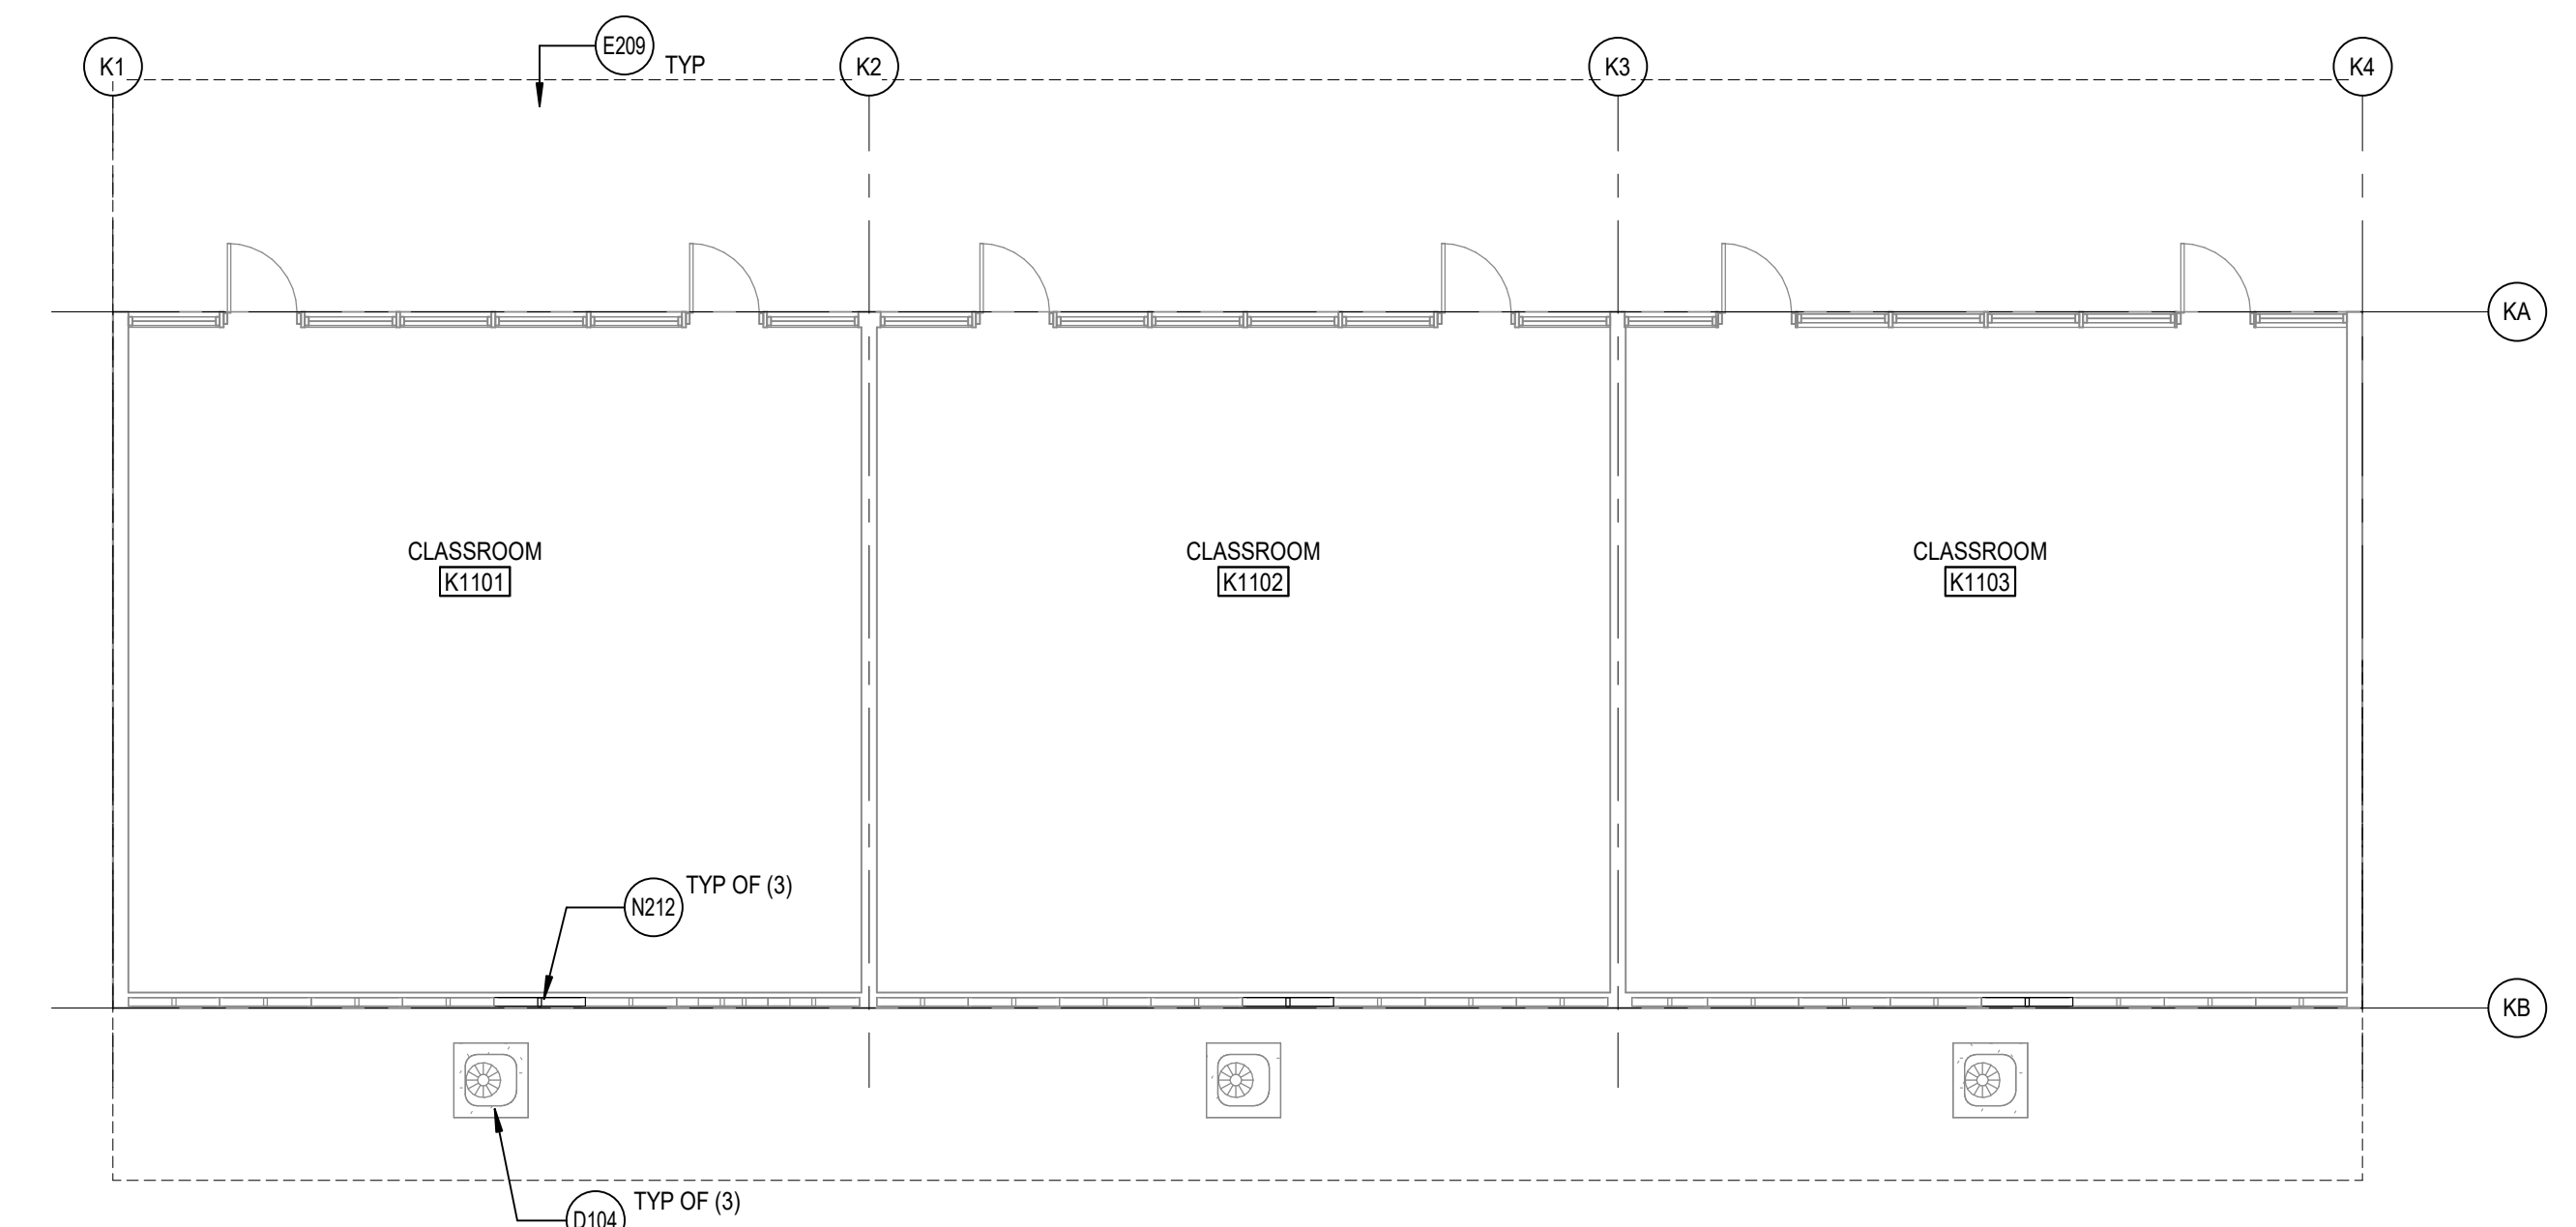 E209
TYP
K1
K2
K3
K4
KA
CLASSROOM
K1101
CLASSROOM
K1102
CLASSROOM
K1103
TYP OF (3)
N212
KB
TYP OF (3)
D104